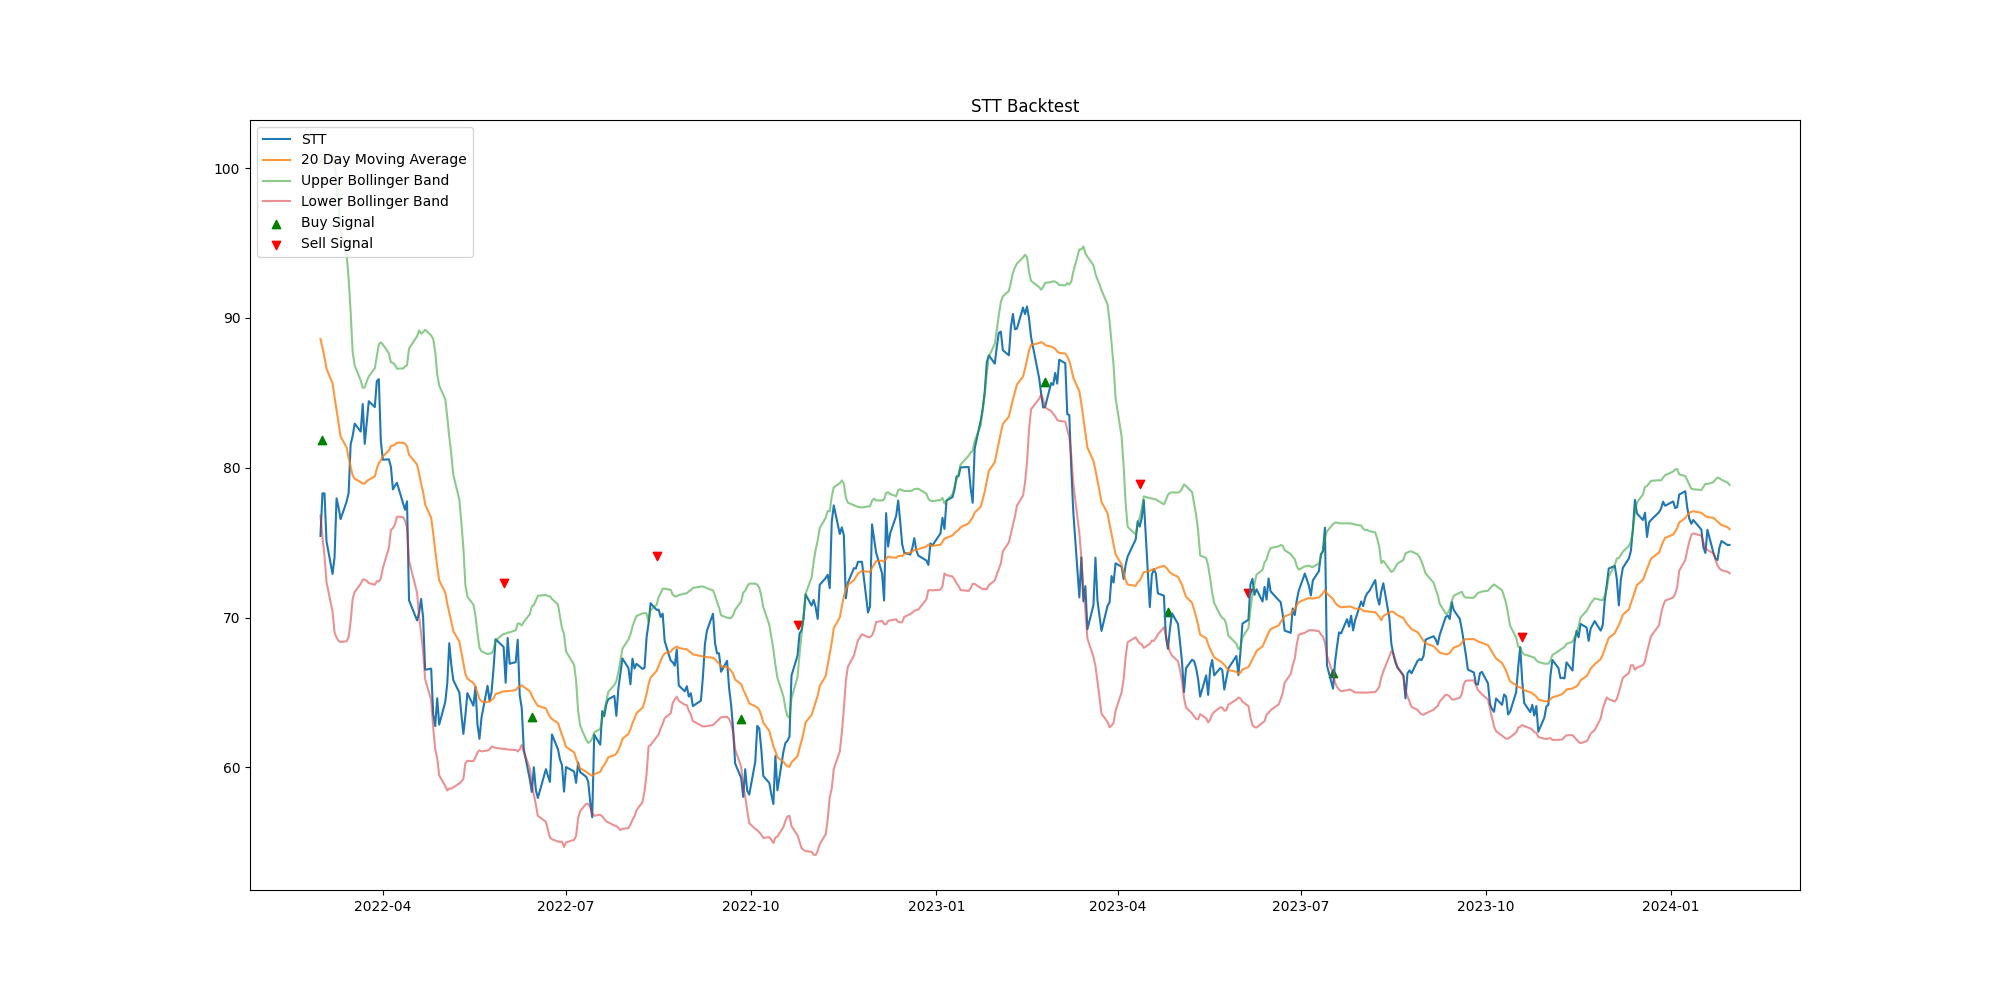 STT Backtest
STT
20 Day Moving Average
Upper Bollinger Band
Lower Bollinger Band
Buy Signal
Sell Signal
100
90
80
70
60
2022-04
2022-07
2022-10
2023-01
2023-04
2023-07
2023-10
2024-01